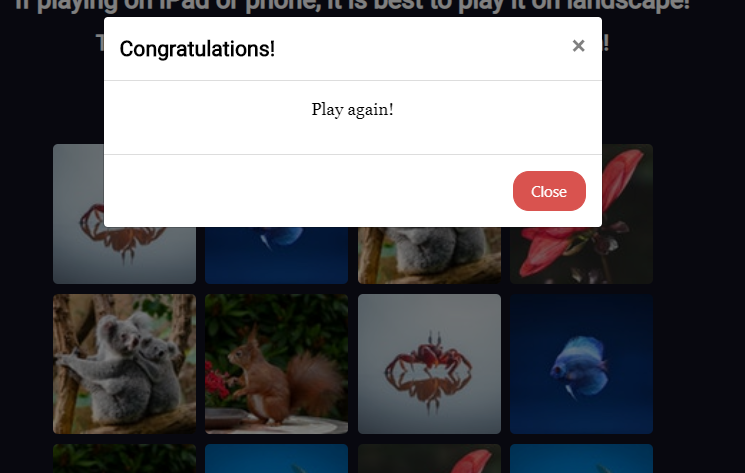 If playing on iPad or phone, it is best to play it on landscape!
Congratulations!
×
Play again!
Close